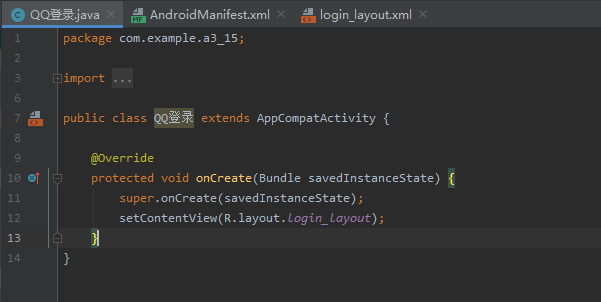 QQ登录.java AndroidManifest.xml login_layout.xml
1 package com.example.a3_15;
2
3 import ...
6
7 public class QQ登录 extends AppCompatActivity {
8
9 @Override
10 protected void onCreate(Bundle savedInstanceState) {
11 super.onCreate(savedInstanceState);
12 setContentView(R.layout.login_layout);
13 }
14 }